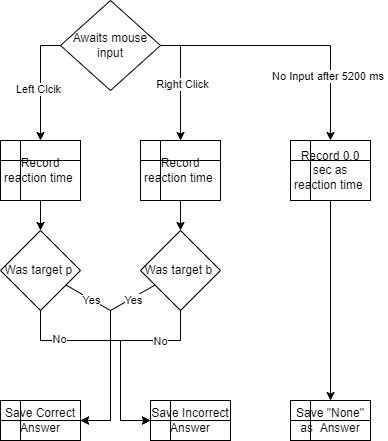 Awaits mouse
input
Left Clcik
Right Click
No Input after 5200 ms
Record
reaction time
Record
reaction time
Record 0.0
sec as
reaction time
Was target p
Was target b
Yes
Yes
No
No
Save Correct
Answer
Save Incorrect
Answer
Save "None"
as Answer